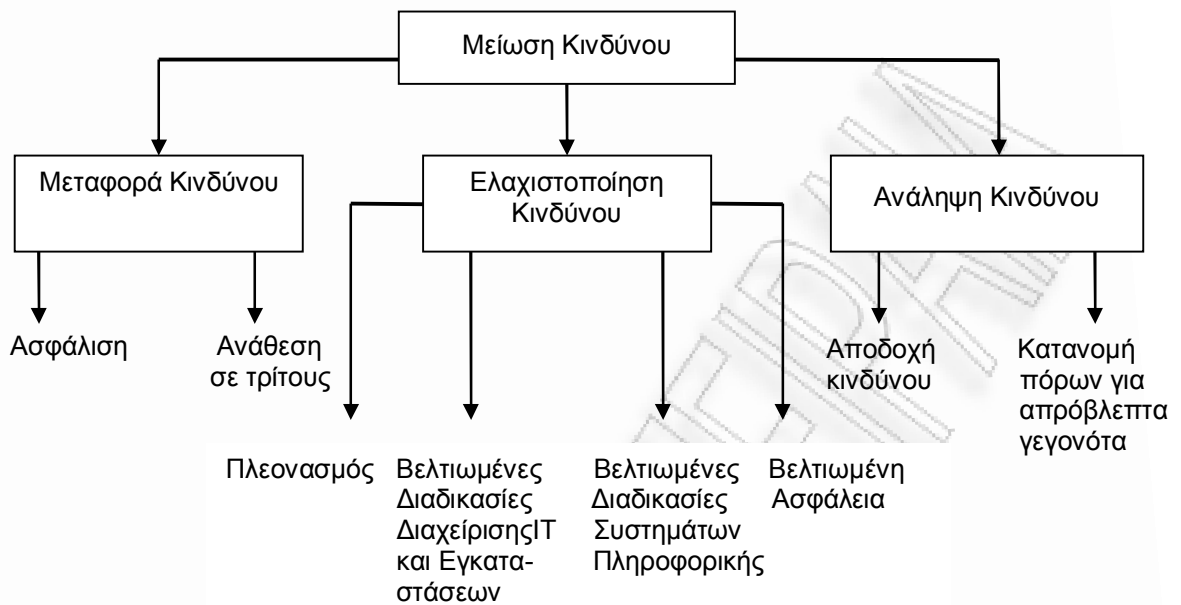 Μείωση Κινδύνου
Μεταφορά Κινδύνου
Ελαχιστοποίηση
Κινδύνου
Ανάληψη Κινδύνου
Ασφάλιση
Ανάθεση
σε τρίτους
Αποδοχή
κινδύνου
Κατανομή
πόρων για
απρόβλεπτα
γεγονότα
Πλεονασμός
Βελτιωμένες
Διαδικασίες
ΔιαχείρισηςIT
και Εγκατα-
στάσεων
Βελτιωμένες
Διαδικασίες
Συστημάτων
Πληροφορικής
Βελτιωμένη
Ασφάλεια